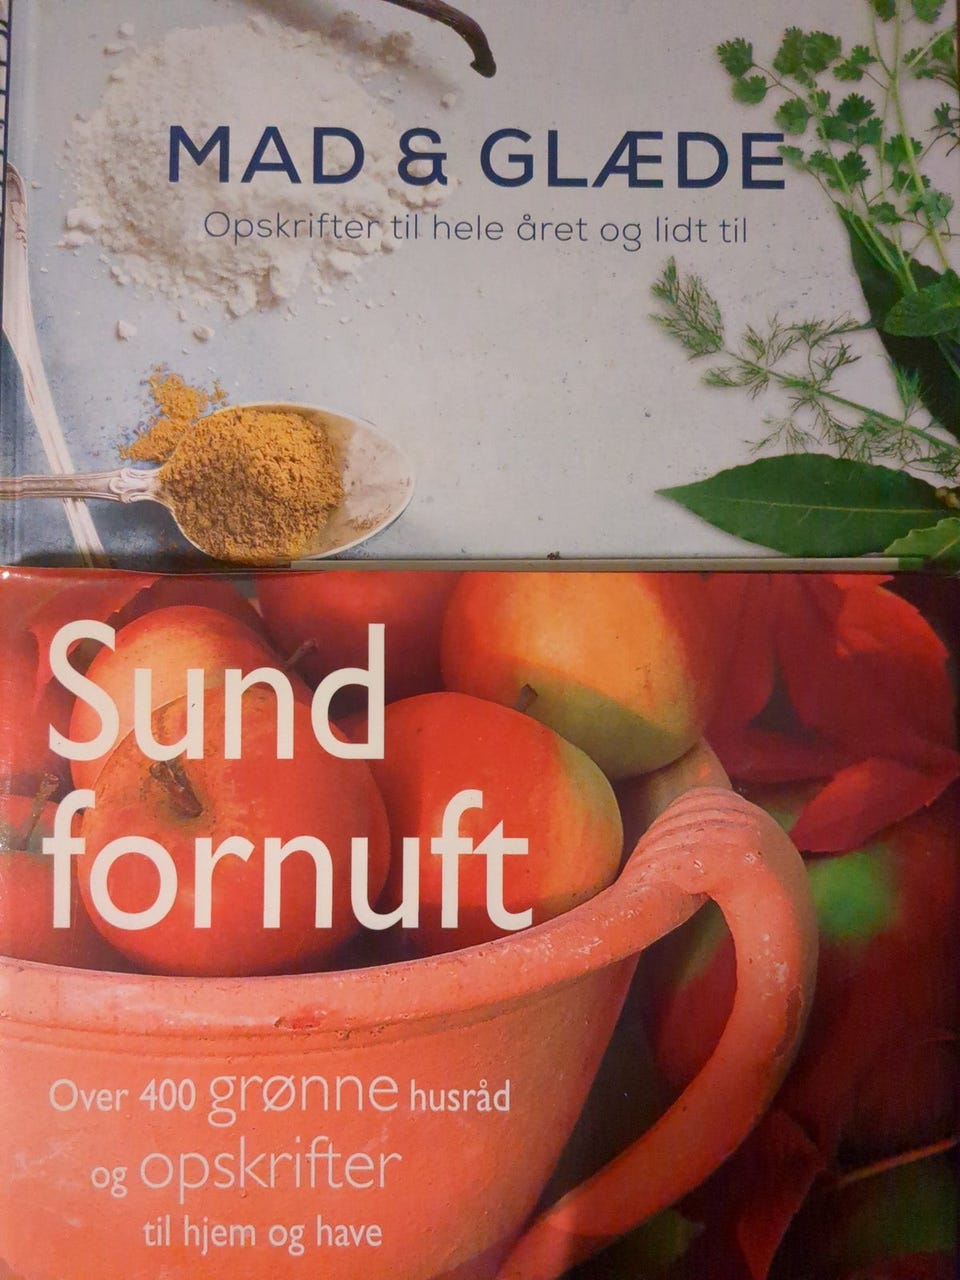 MAD & GLÆDE
Opskrifter til hele året og lidt til
Sund
fornuft
Over 400 grønne husråd
og opskrifter
til hjem og have